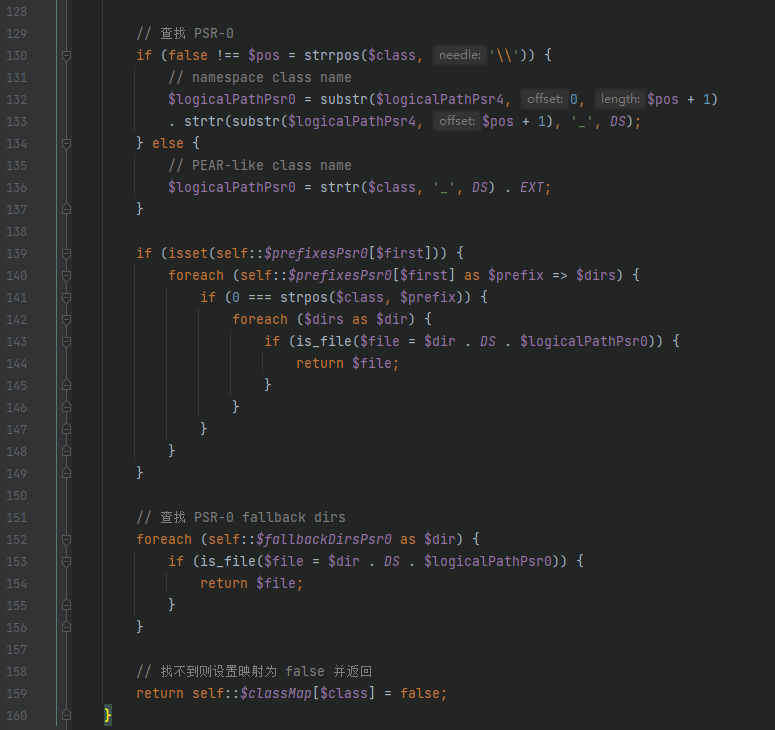 128
129 // 查找 PSR-0
130 if (false !== $pos = strrpos($class, needle: '\\')) {
131 // namespace class name
132 $logicalPathPsr0 = substr($logicalPathPsr4, offset: 0, length: $pos + 1)
133 . strtr(substr($logicalPathPsr4, offset: $pos + 1), '_', DS);
134 } else {
135 // PEAR-like class name
136 $logicalPathPsr0 = strtr($class, '_', DS) . EXT;
137 }
138
139 if (isset(self::$prefixesPsr0[$first])) {
140 foreach (self::$prefixesPsr0[$first] as $prefix => $dirs) {
141 if (0 === strpos($class, $prefix)) {
142 foreach ($dirs as $dir) {
143 if (is_file($file = $dir . DS . $logicalPathPsr0)) {
144 return $file;
145 }
146 }
147 }
148 }
149 }
150
151 // 查找 PSR-0 fallback dirs
152 foreach (self::$fallbackDirsPsr0 as $dir) {
153 if (is_file($file = $dir . DS . $logicalPathPsr0)) {
154 return $file;
155 }
156 }
157
158 // 找不到则设置映射为 false 并返回
159 return self::$classMap[$class] = false;
160 }